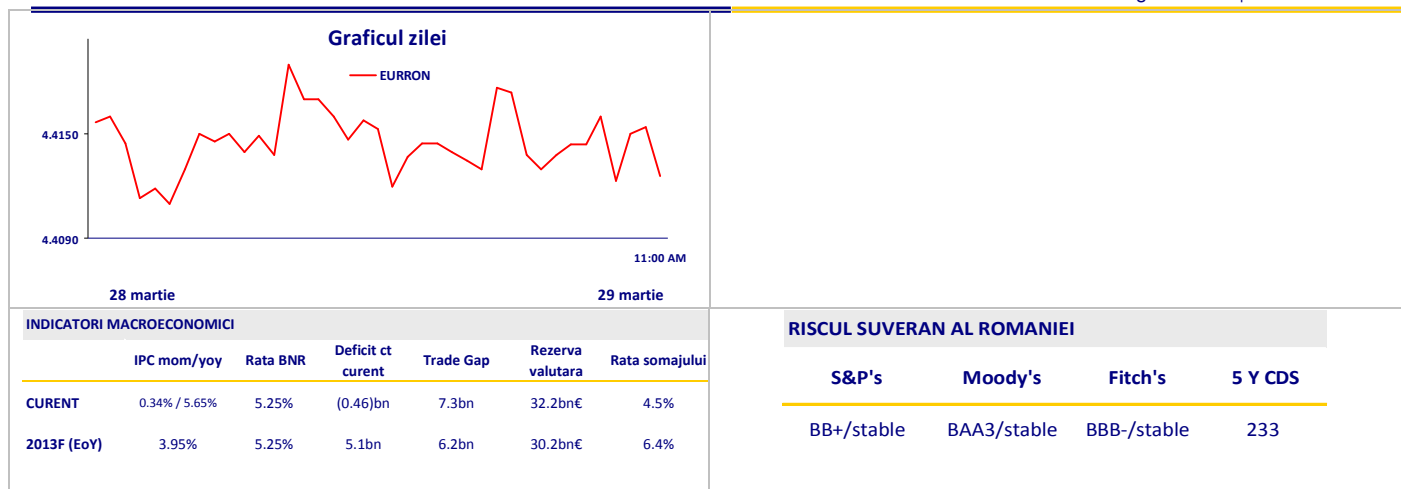 Graficul zilei
EURRON
4.4150
4.4090
11:00 AM
28 martie 29 martie
INDICATORI MACROECONOMICI
IPC mom/yoy Rata BNR Deficit ct curent Trade Gap Rezerva valutara Rata somajului
CURENT 0.34% / 5.65% 5.25% (0.46)bn 7.3bn 32.2bn€ 4.5%
2013F (EoY) 3.95% 5.25% 5.1bn 6.2bn 30.2bn€ 6.4%
RISCUL SUVERAN AL ROMANIEI
S&P's Moody's Fitch's 5 Y CDS
BB+/stable BAA3/stable BBB-/stable 233